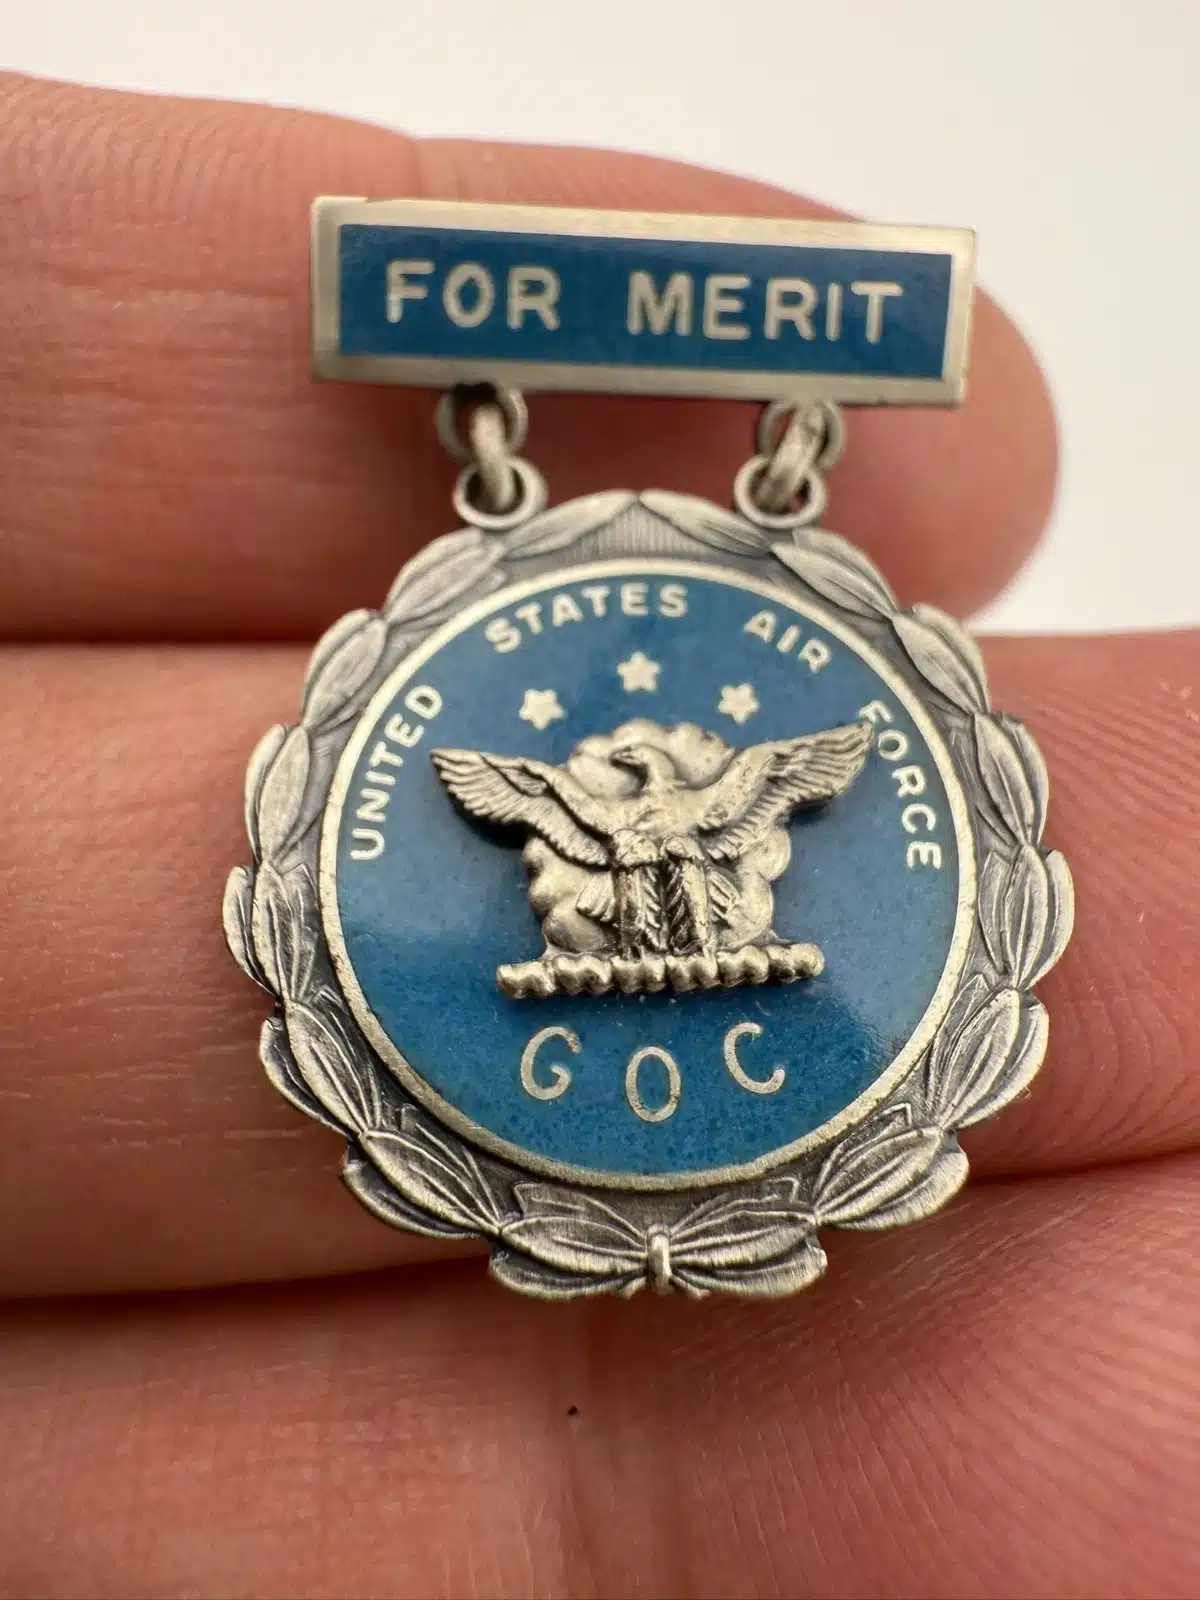 FOR MERIT
UNITED STATES AIR FORCE
GOC